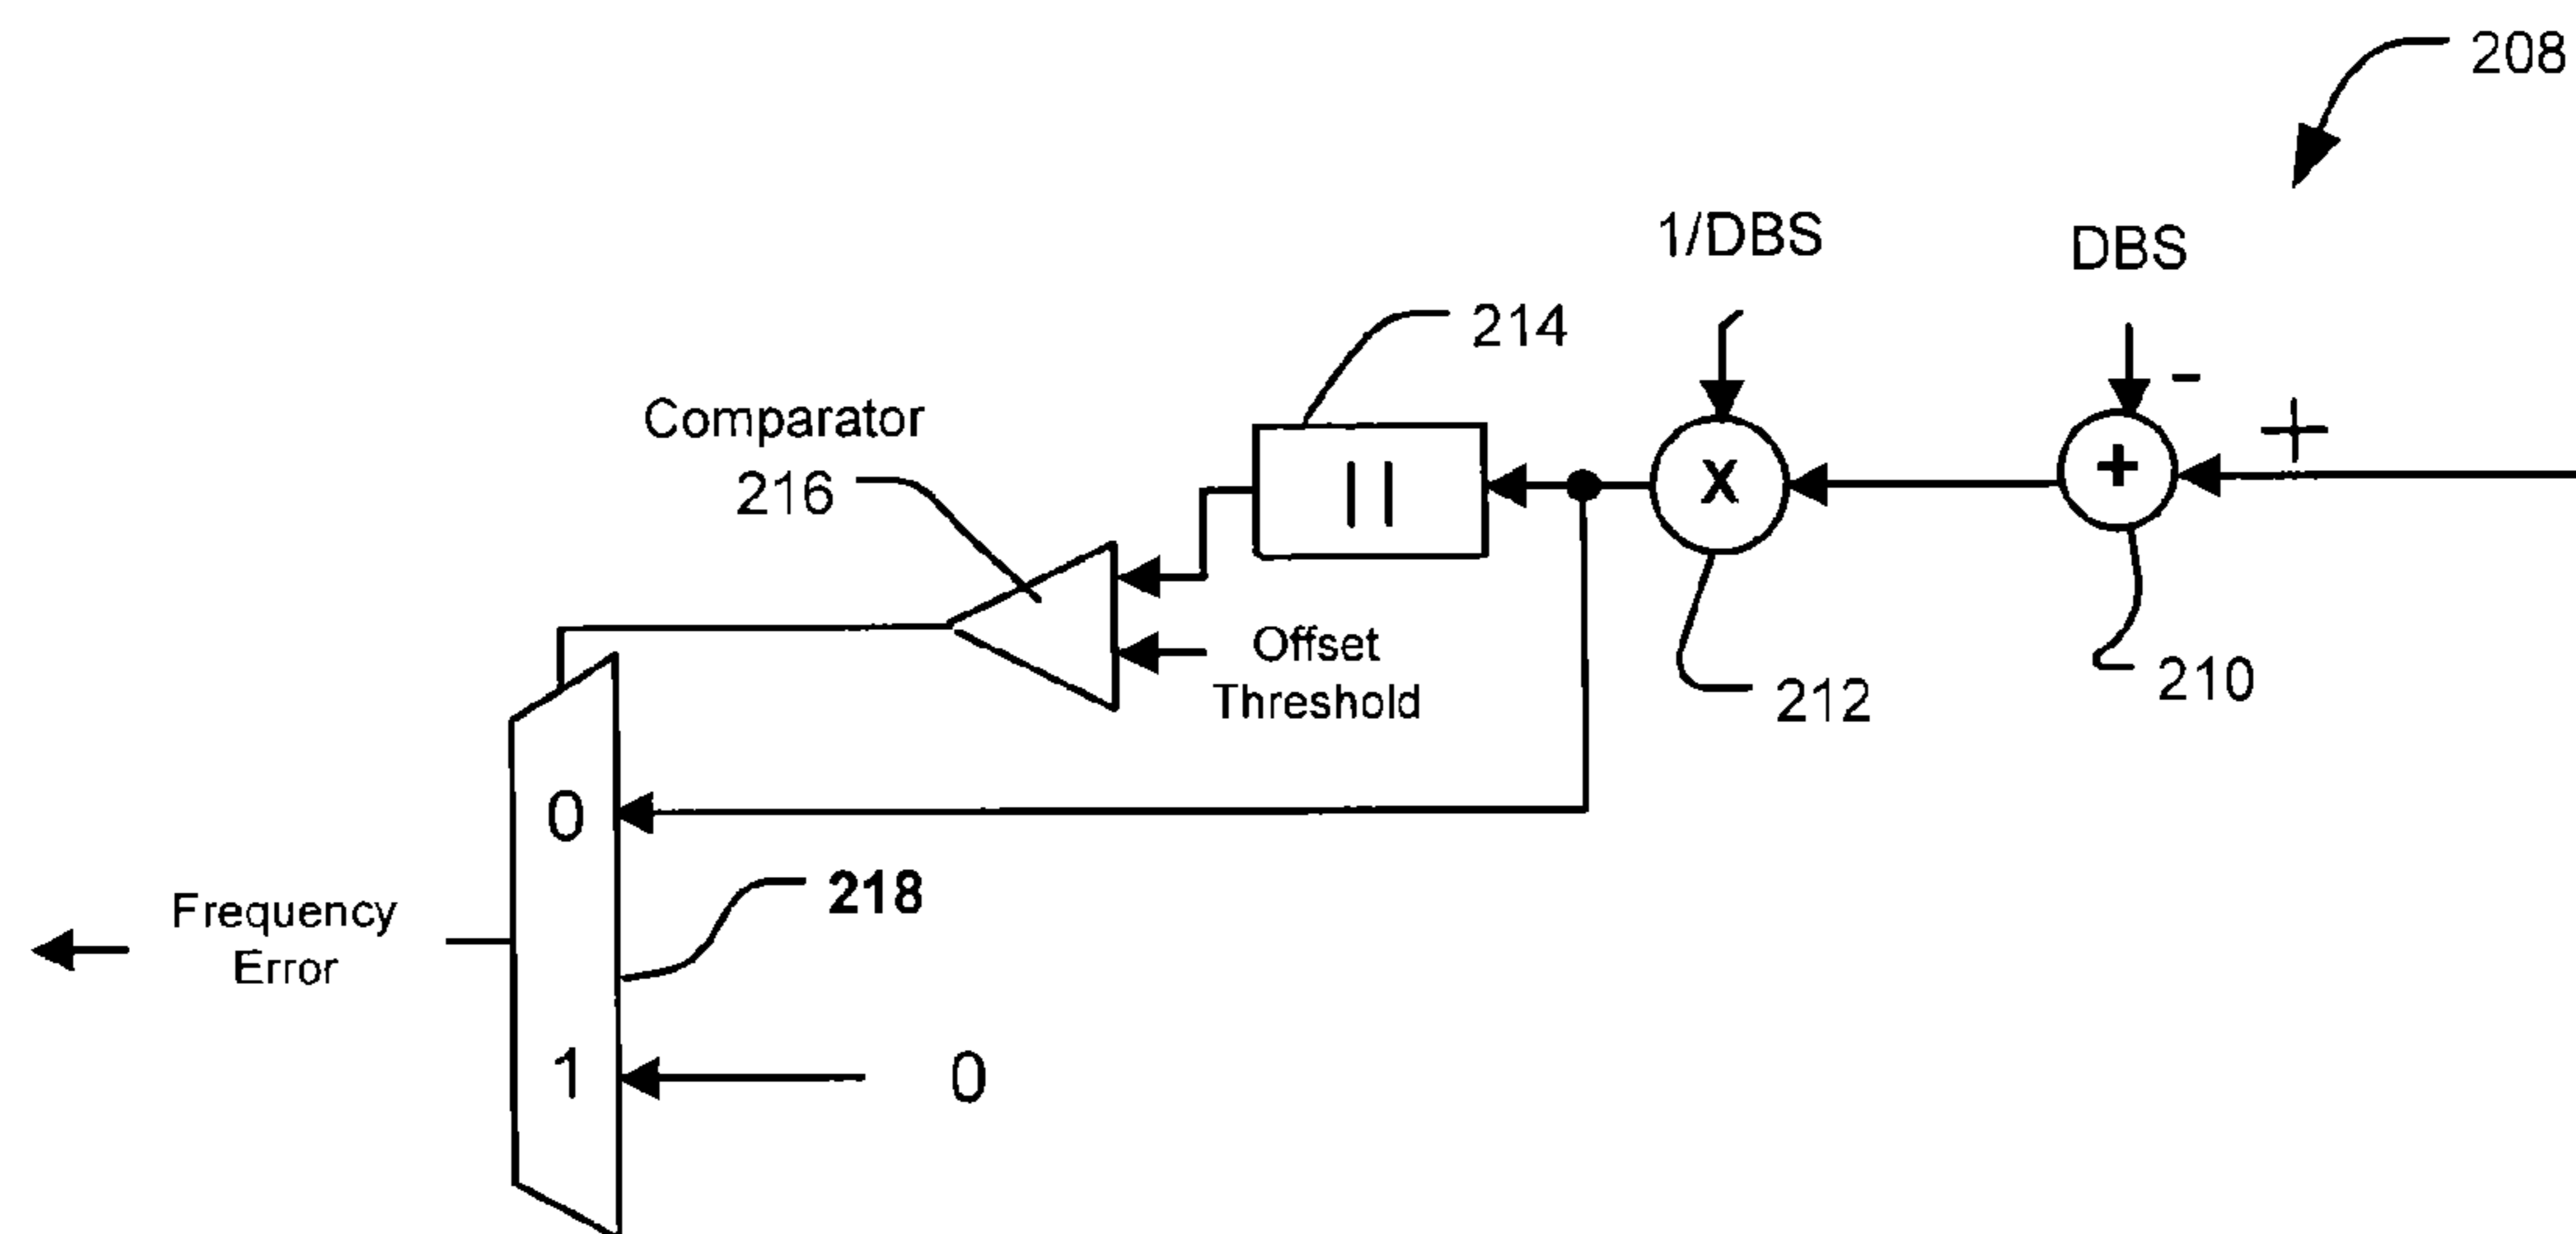 208
1/DBS
DBS
-
+
214
Comparator
216
||
X
+
Offset
Threshold
212
210
0
218
Frequency
Error
1
0